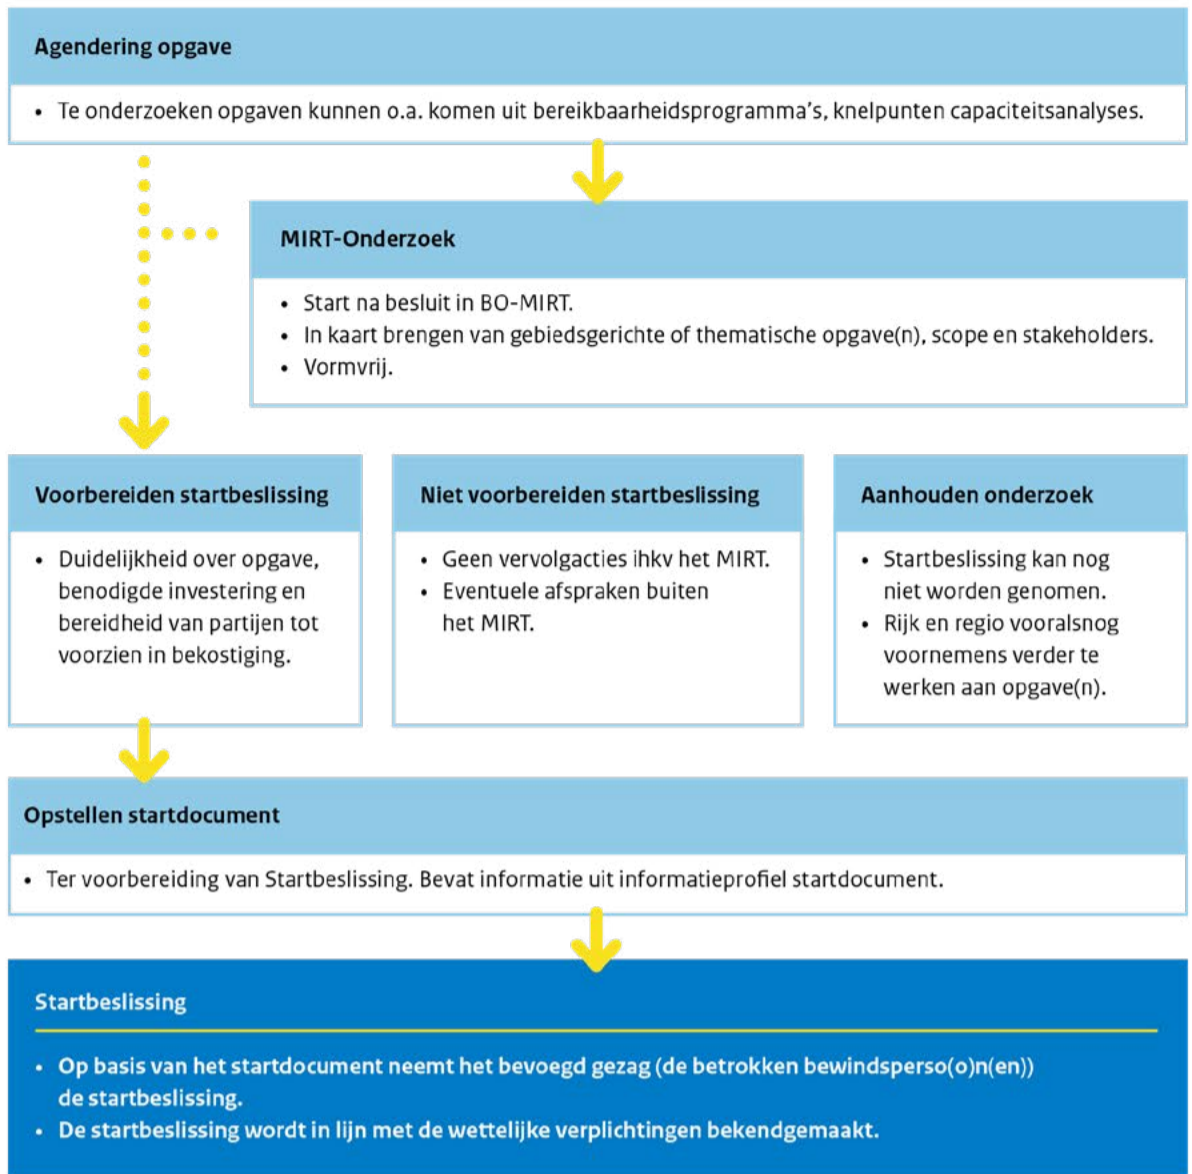 Agendering opgave
• Te onderzoeken opgaven kunnen o.a. komen uit bereikbaarheidsprogramma's, knelpunten capaciteitsanalyses.
MIRT-Onderzoek
• Start na besluit in BO-MIRT.
• In kaart brengen van gebiedsgerichte of thematische opgave(n), scope en stakeholders.
• Vormvrij.
Voorbereiden startbeslissing
• Duidelijkheid over opgave,
benodigde investering en
bereidheid van partijen tot
voorzien in bekostiging.
Niet voorbereiden startbeslissing
• Geen vervolgacties ihkv het MIRT.
• Eventuele afspraken buiten
het MIRT.
Aanhouden onderzoek
• Startbeslissing kan nog
niet worden genomen.
• Rijk en regio vooralsnog
voornemens verder te
werken aan opgave(n).
Opstellen startdocument
• Ter voorbereiding van Startbeslissing. Bevat informatie uit informatieprofiel startdocument.
Startbeslissing
• Op basis van het startdocument neemt het bevoegd gezag (de betrokken bewindsperso(o)n(en))
de startbeslissing.
• De startbeslissing wordt in lijn met de wettelijke verplichtingen bekendgemaakt.